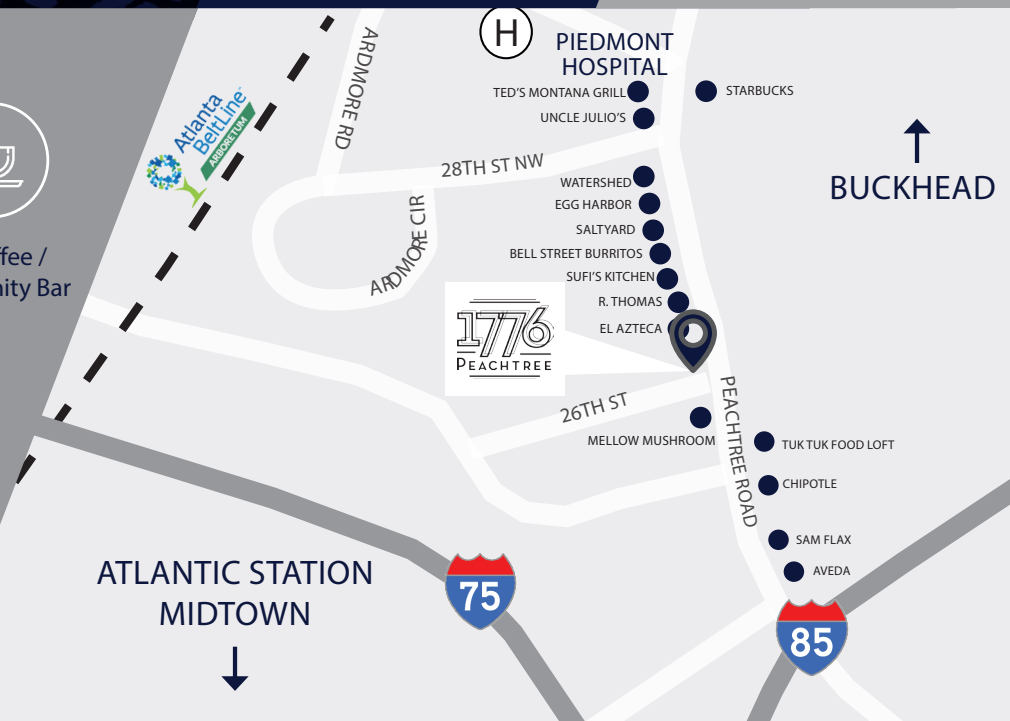 H
PIEDMONT
HOSPITAL
ARDMORE RD
TED'S MONTANA GRILL
STARBUCKS
UNCLE JULIO'S
Atlanta
BeltLine
ARBORETUM
28TH ST NW
BUCKHEAD
WATERSHED
EGG HARBOR
ARDMORE CIR
SALTYARD
BELL STREET BURRITOS
ffee /
nity Bar
SUFI'S KITCHEN
R. THOMAS
EL AZTECA
1776
PEACHTREE
26TH ST
PEACHTREE ROAD
MELLOW MUSHROOM
TUK TUK FOOD LOFT
CHIPOTLE
SAM FLAX
AVEDA
ATLANTIC STATION
MIDTOWN
75
85